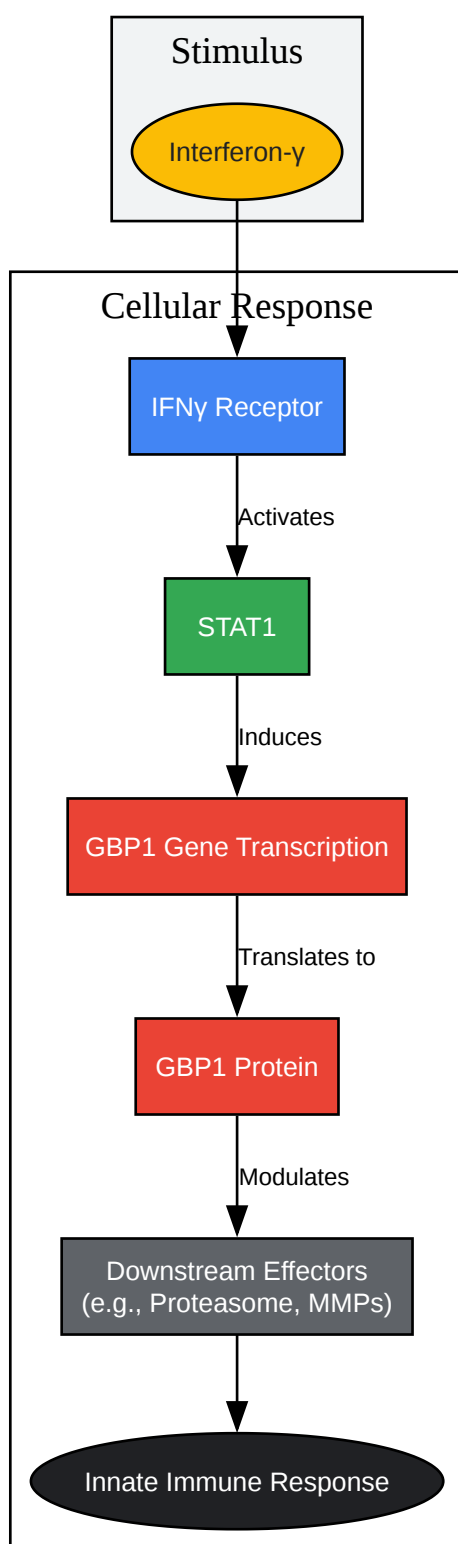 Stimulus
Interferon-γ
Cellular Response
IFNγ Receptor
Activates
STAT1
Induces
GBP1 Gene Transcription
Translates to
GBP1 Protein
Modulates
Downstream Effectors
(e.g., Proteasome, MMPs)
Innate Immune Response